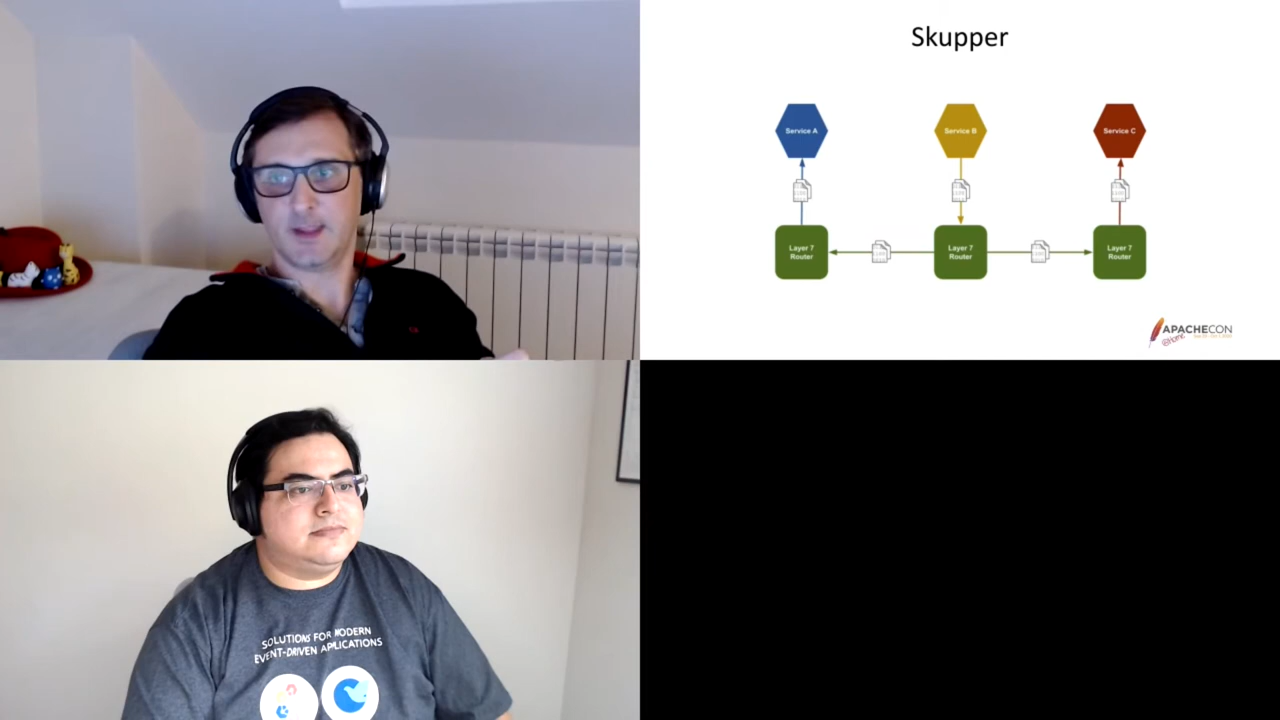 Skupper
Service A
Service B
Service C
Layer 7
Router
Layer 7
Router
Layer 7
Router
APACHECON
@Home
SOLUTIONS FOR MODERN
EVENT-DRIVEN APPLICATIONS